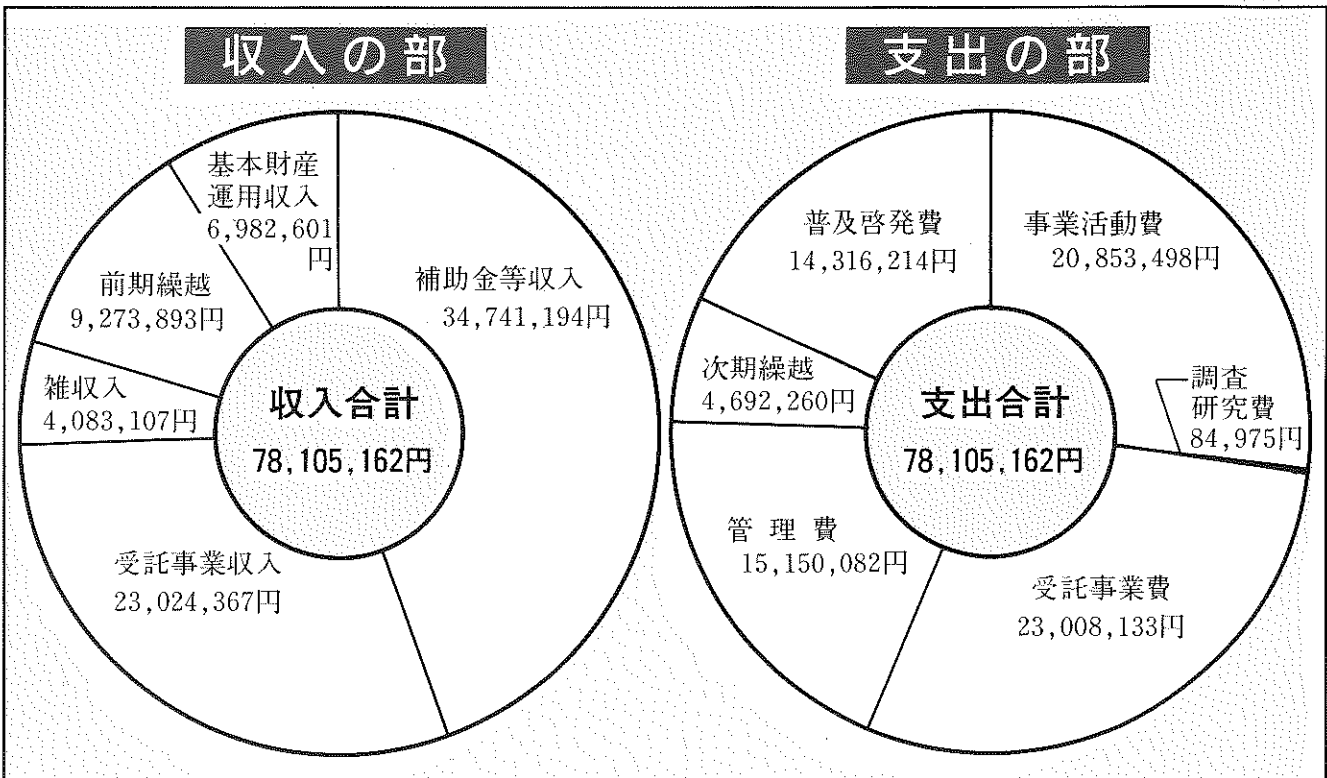 収入の部
基本財産
運用収入
6,982,601
円
補助金等収入
34,741,194円
前期繰越
9,273,893円
雑収入
4,083,107円
受託事業収入
23,024,367円
収入合計
78,105,162円
支出の部
普及啓発費
14,316,214円
事業活動費
20,853,498円
調査
研究費
84,975円
次期繰越
4,692,260円
管理費
15,150,082円
受託事業費
23,008,133円
支出合計
78,105,162円